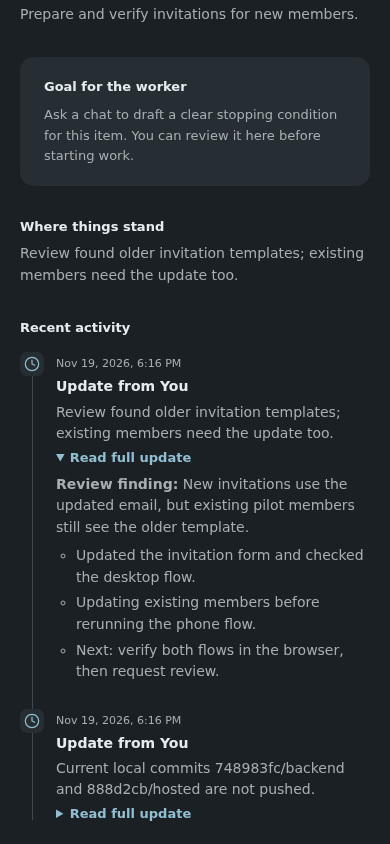 Prepare and verify invitations for new members.
Goal for the worker
Ask a chat to draft a clear stopping condition
for this item. You can review it here before
starting work.
Where things stand
Review found older invitation templates; existing
members need the update too.
Recent activity
Nov 19, 2026, 6:16 PM
Update from You
Review found older invitation templates;
existing members need the update too.
Read full update
Review finding: New invitations use the
updated email, but existing pilot members
still see the older template.
Updated the invitation form and checked
the desktop flow.
Updating existing members before
rerunning the phone flow.
Next: verify both flows in the browser,
then request review.
Nov 19, 2026, 6:16 PM
Update from You
Current local commits 748983fc/backend
and 888d2cb/hosted are not pushed.
Read full update